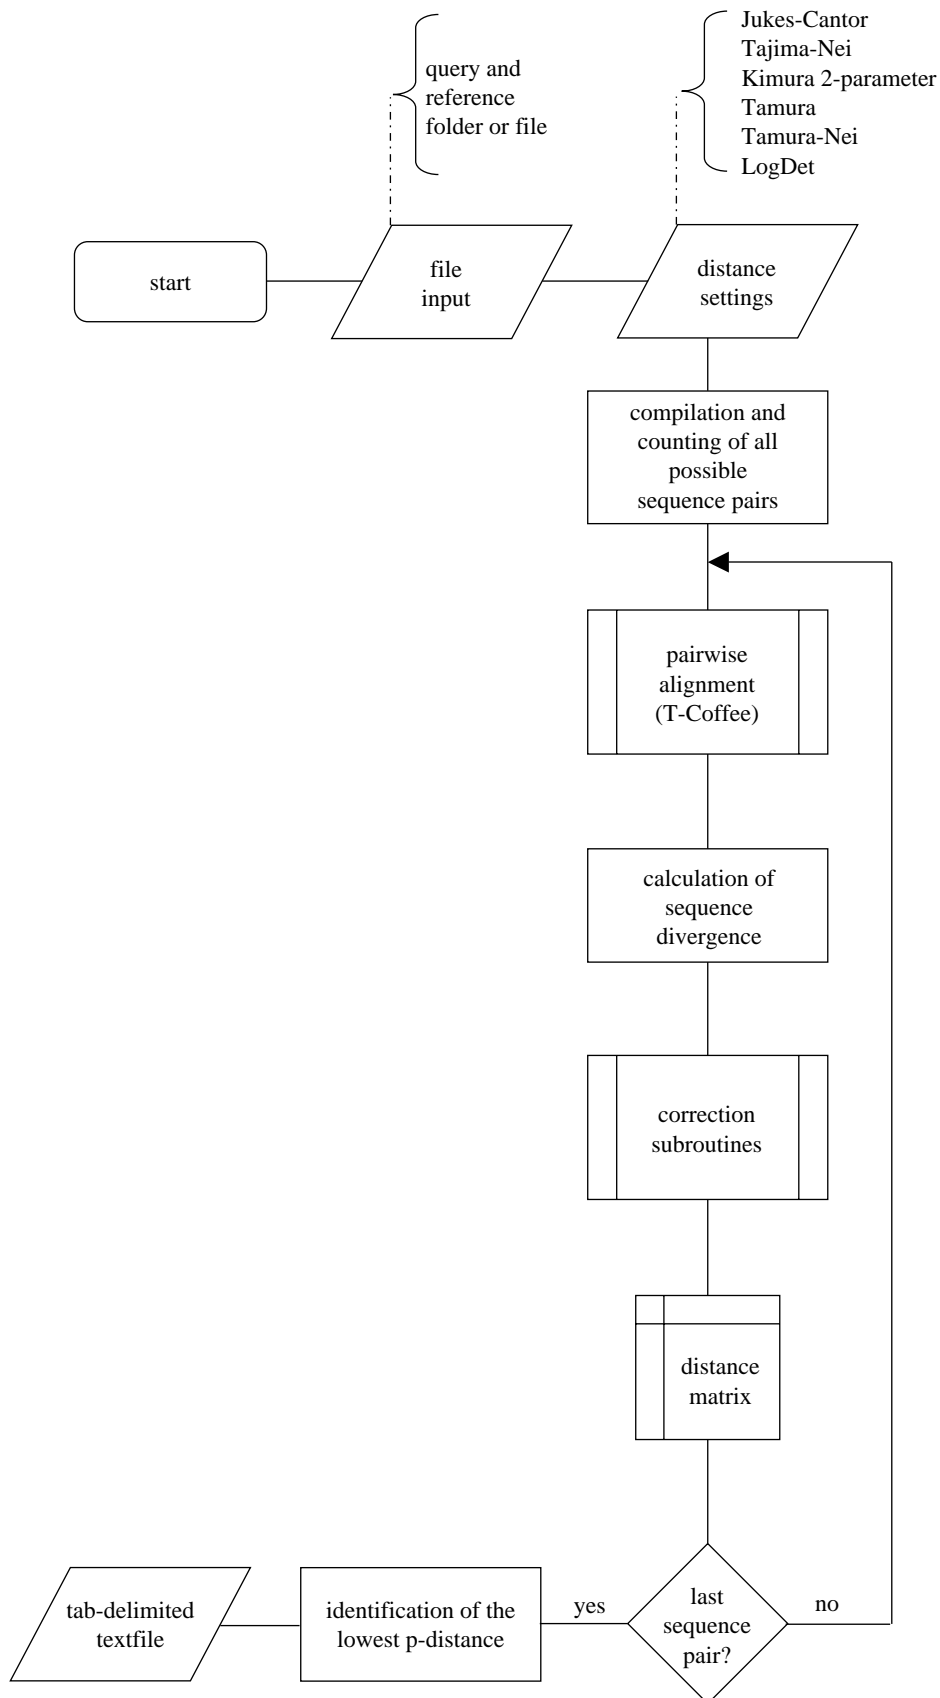 query and
reference
folder or file
Jukes-Cantor
Tajima-Nei
Kimura 2-parameter
Tamura
Tamura-Nei
LogDet
start
file
input
distance
settings
compilation and
counting of all
possible
sequence pairs
pairwise
alignment
(T-Coffee)
calculation of
sequence
divergence
correction
subroutines
distance
matrix
last
sequence
pair?
no
yes
identification of the
lowest p-distance
tab-delimited
textfile